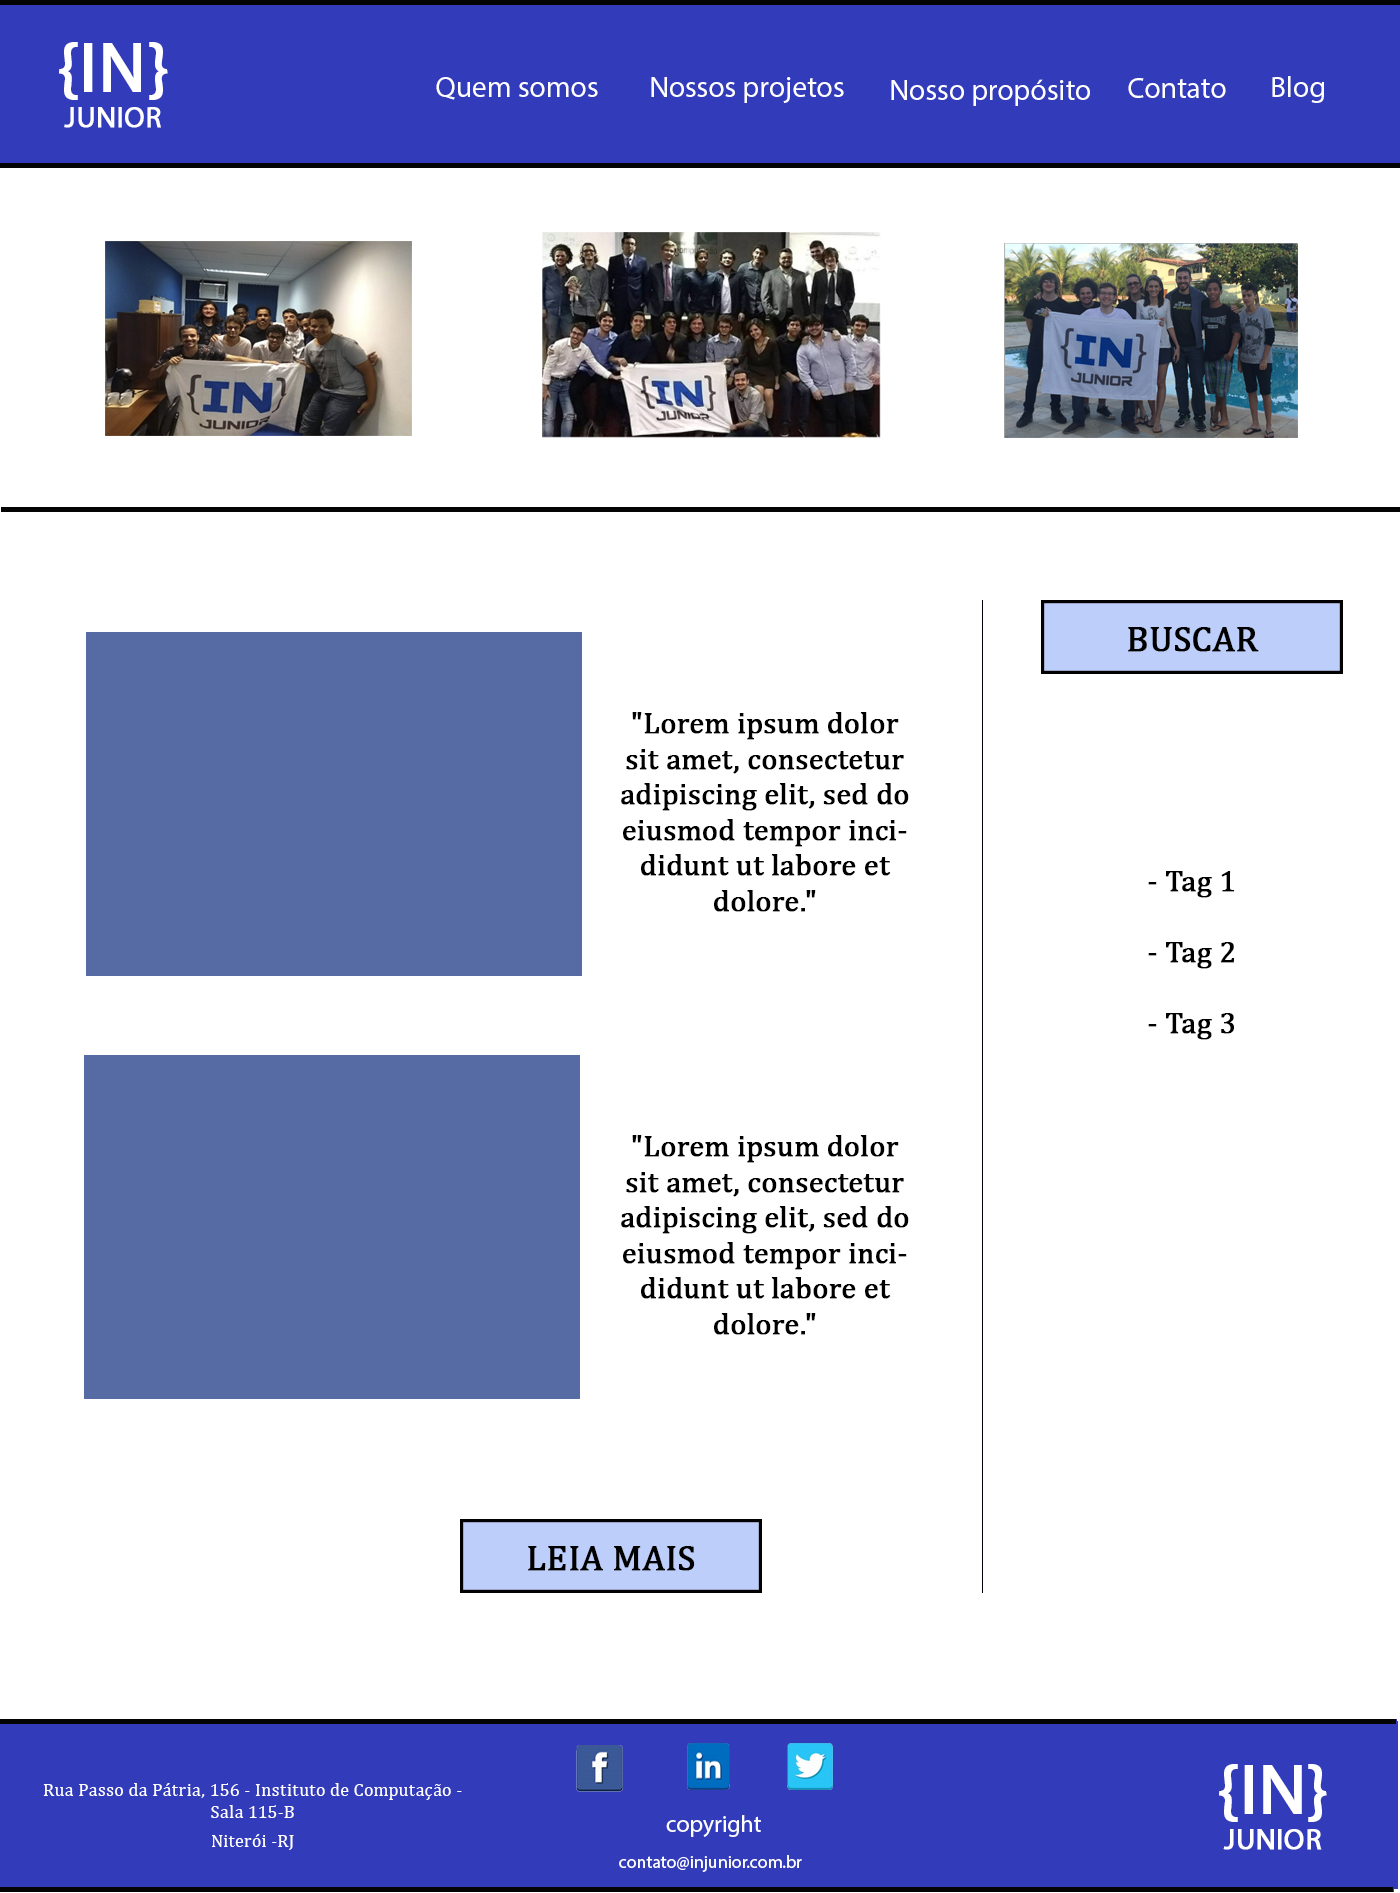 {IN}
JUNIOR
Quem somos
Nossos projetos
Nosso propósito
Contato
Blog
{IN}
JUNIOR
{IN}
JUNIOR
{IN}
JUNIOR
BUSCAR
"Lorem ipsum dolor
sit amet, consectetur
adipiscing elit, sed do
eiusmod tempor inci-
didunt ut labore et
dolore."
- Tag 1
- Tag 2
- Tag 3
"Lorem ipsum dolor
sit amet, consectetur
adipiscing elit, sed do
eiusmod tempor inci-
didunt ut labore et
dolore."
LEIA MAIS
Rua Passo da Pátria, 156 - Instituto de Computação -
Sala 115-B
Niterói -RJ
f
in
copyright
contato@injunior.com.br
{IN}
JUNIOR